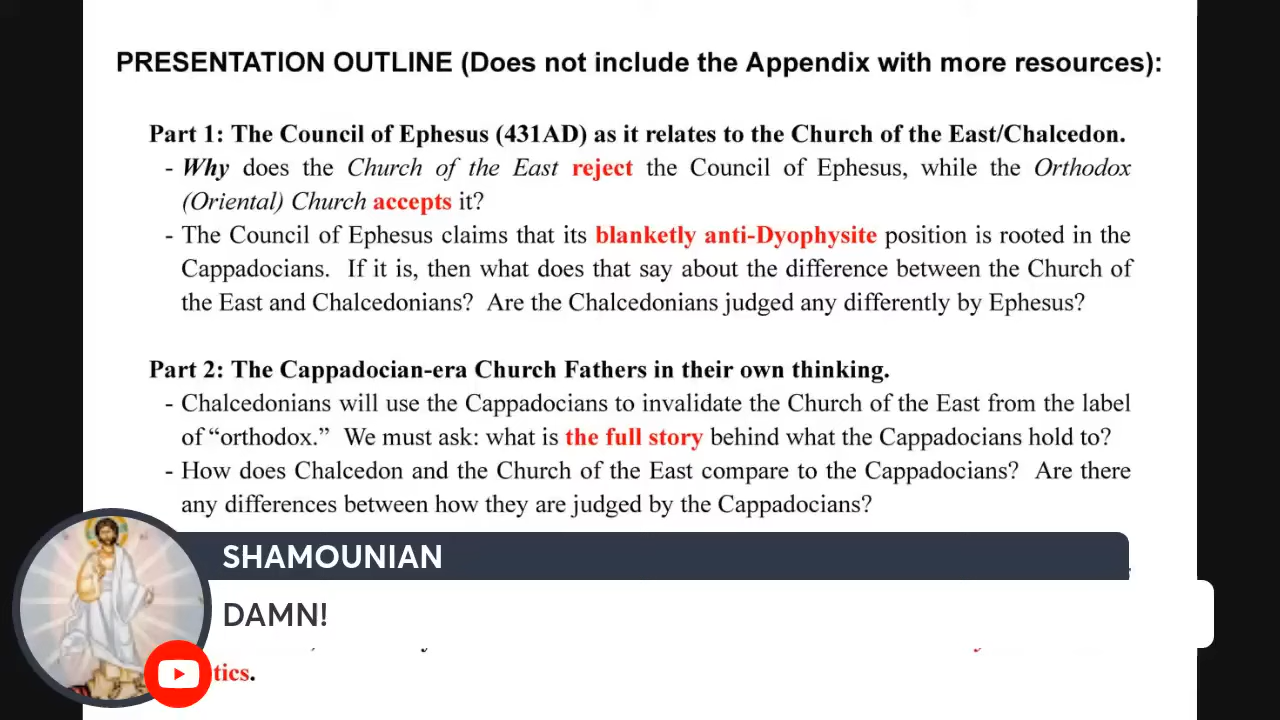 PRESENTATION OUTLINE (Does not include the Appendix with more resources):
Part 1: The Council of Ephesus (431AD) as it relates to the Church of the East/Chalcedon.
- Why does the Church of the East reject the Council of Ephesus, while the Orthodox
(Oriental) Church accepts it?
- The Council of Ephesus claims that its blanketly anti-Dyophysite position is rooted in the
Cappadocians. If it is, then what does that say about the difference between the Church of
the East and Chalcedonians? Are the Chalcedonians judged any differently by Ephesus?
Part 2: The Cappadocian-era Church Fathers in their own thinking.
- Chalcedonians will use the Cappadocians to invalidate the Church of the East from the label
of “orthodox.” We must ask: what is the full story behind what the Cappadocians hold to?
- How does Chalcedon and the Church of the East compare to the Cappadocians? Are there
any differences between how they are judged by the Cappadocians?
SHAMOUNIAN
DAMN!
tics.